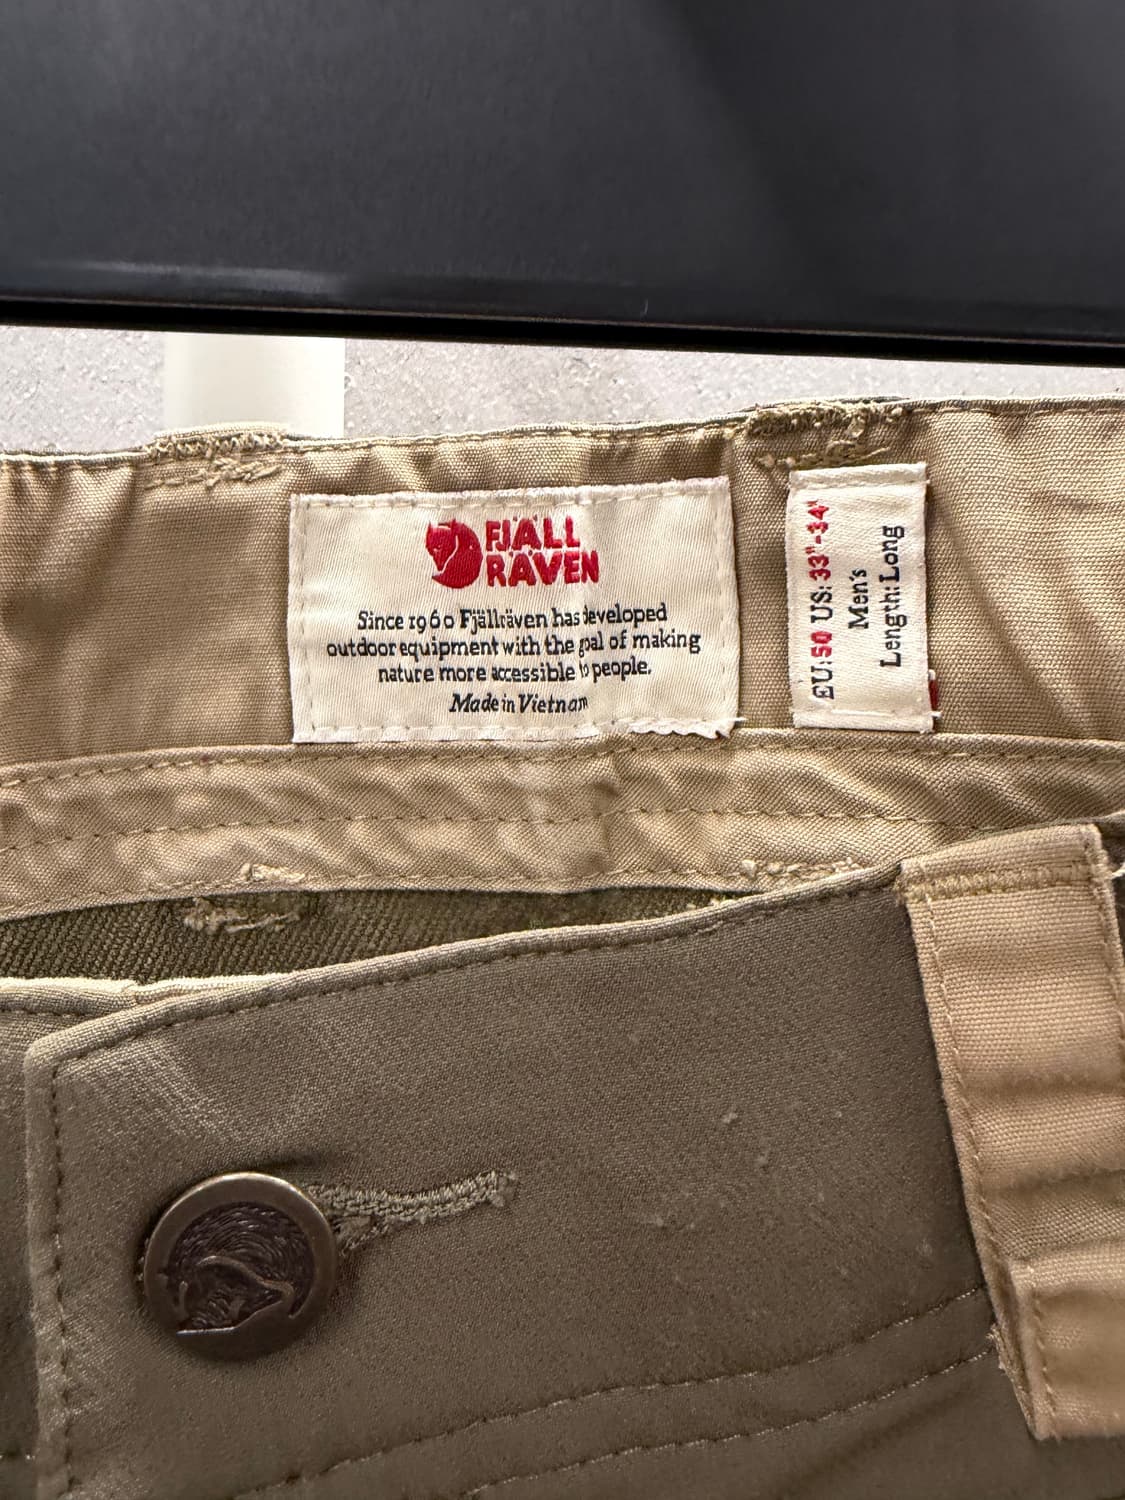 FJÄLL
RÄVEN
Since 1960 Fjällräven has developed
outdoor equipment with the goal of making
nature more accessible to people.
Made in Vietnam
EU:50 US:33"-34"
Men's
Length:Long